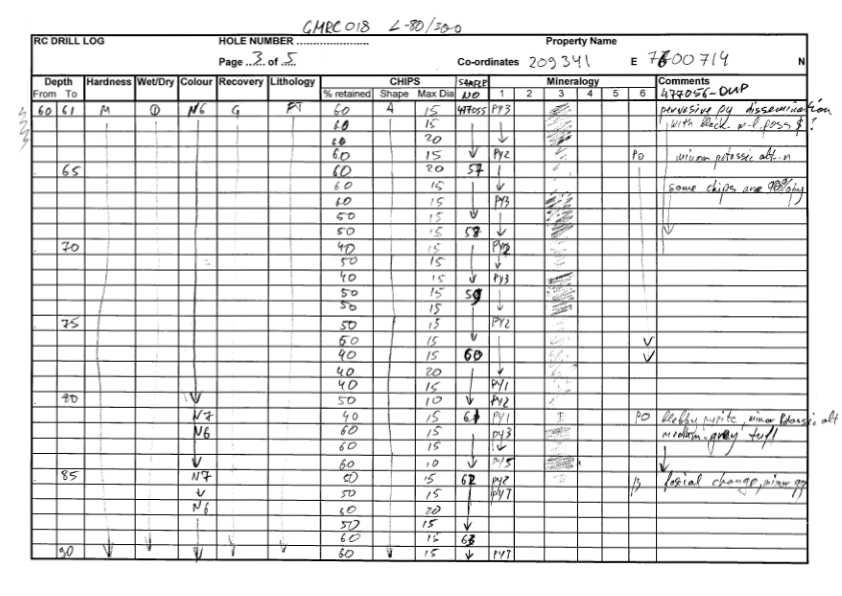 GMRC 018 L-80/300
RC DRILL LOG HOLE NUMBER .................... Property Name
Page ..3. of .5. Co-ordinates 209341 E 7600714 N
Depth Hardness Wet/Dry Colour Recovery Lithology CHIPS SAMPLE Mineralogy Comments
From To % retained Shape Max Dia NO 1 2 3 4 5 6 477056-DUP
60 61 M D N6 G FT 60 A 15 477055 PY3 pervesive py dissemination
60 15 with black
60 20
60 15 PY2 PO minor potassic alt..n
65 60 20 57
60 15 some chips are 90% py
60 15 PY3
50 15
50 15 58
70 40 15 PY2
50 15
40 15 PY3
50 15 59
50 15
75 50 15 PY2
60 15
40 15 60
40 20
40 15 PY1
80 50 10 PY2
N7 40 15 61 PY1 PO blebby pyrite, minor Potassic alt
N6 60 15 PY3 medium-grey tuff
60 15
60 10 PY5
85 N7 50 15 62 PY2 facial change, minor
50 15 PYT
N6 60 20
50 15
60 15 63
90 60 15 PYT